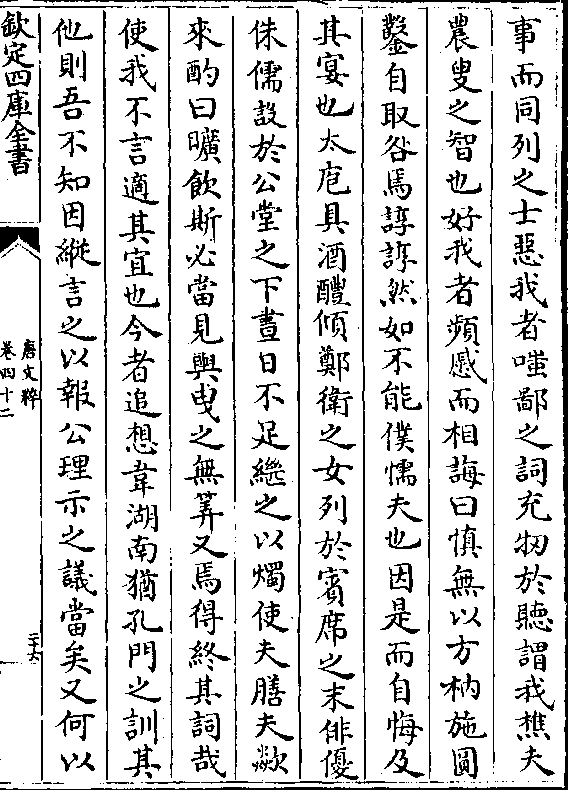 事而同列之士惡我者嗤鄙之詞充牣於聽謂我樵夫
農叟之智也好我者頻慼而相誨曰慎無以方枘施圓
鑿自取咎焉諄諄然如不能僕懦夫也因是而自悔及
其宴也太庖具酒醴傾鄭衛之女列於賓席之末俳優
侏儒設於公堂之下晝日不足繼之以燭使夫膳夫歘
來酌曰曠飲斯必當見輿曳之無筭又焉得終其詞哉
使我不言適其宜也今者追想韋湖南猶孔門之訓其
他則吾不知因縱言之以報公理示之議當矣又何以
欽定四庫全書
唐文粹
卷四十二
二十六